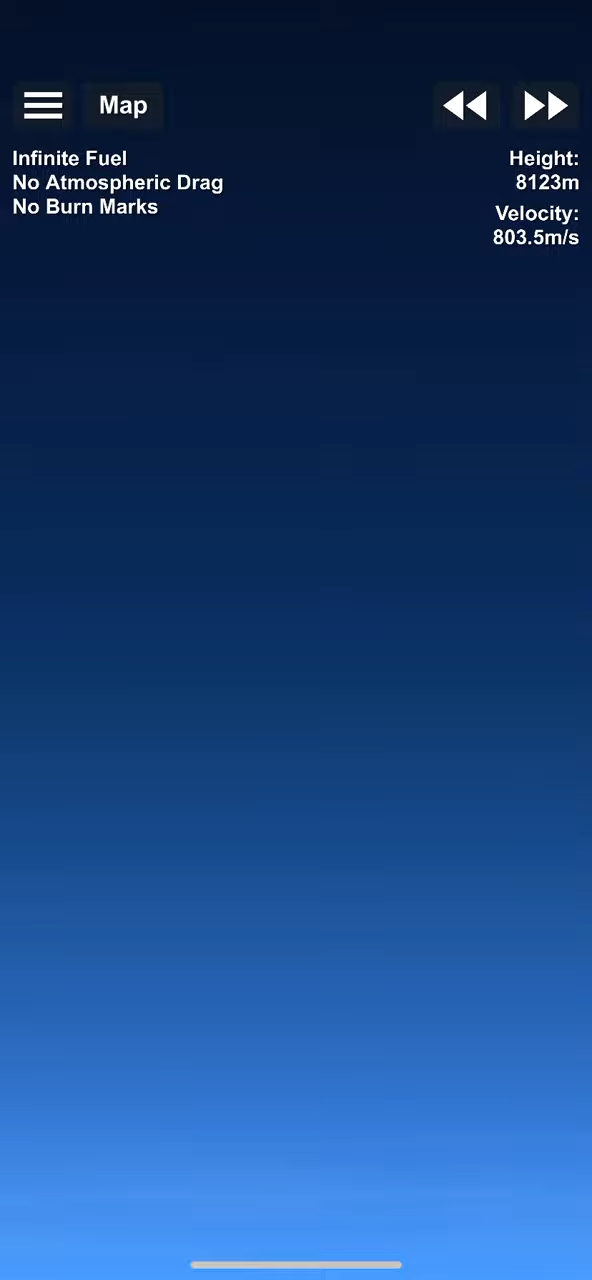 Map
Infinite Fuel
No Atmospheric Drag
No Burn Marks
Height:
8123m
Velocity:
803.5m/s